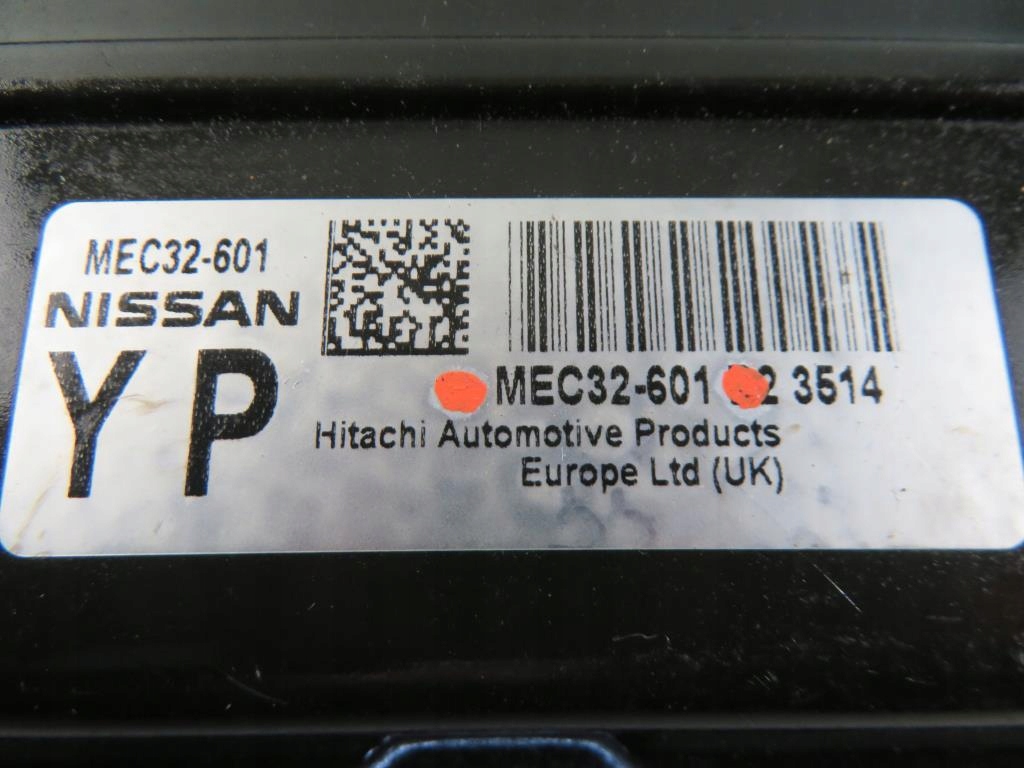 MEC32-601
NISSAN
YP
MEC32-601 3514
Hitachi Automotive Products
Europe Ltd (UK)